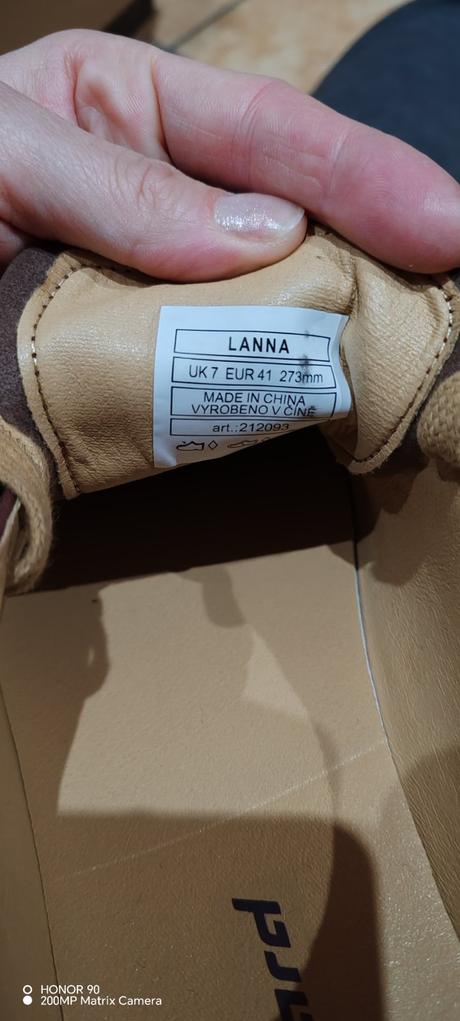 LANNA
UK 7 EUR 41 273mm
MADE IN CHINA
VYROBENO V ČÍNĚ
art.:212093
HONOR 90
200MP Matrix Camera